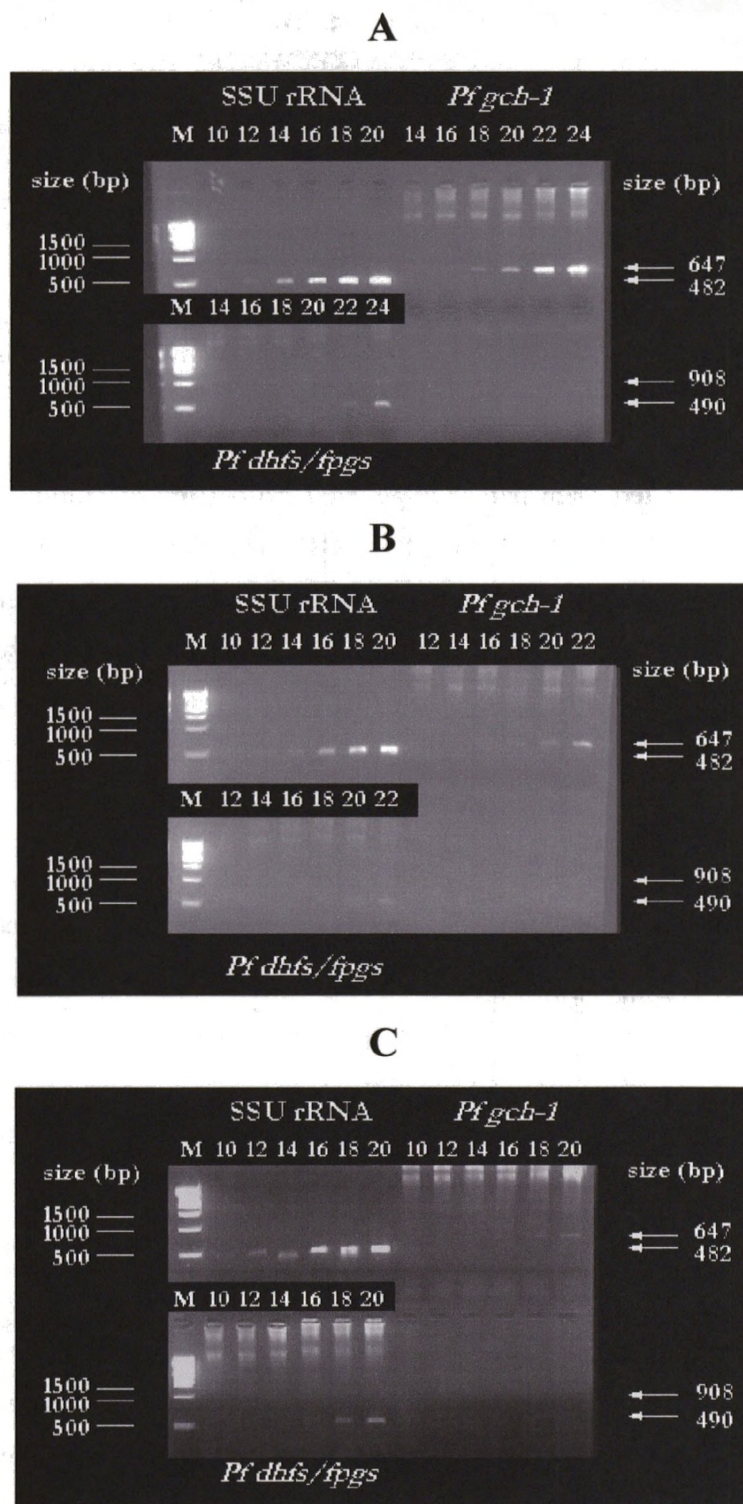 A
SSU rRNA Pf gch-1
M 10 12 14 16 18 20 14 16 18 20 22 24
size (bp) size (bp)
1500
1000 647
500 482
M 14 16 18 20 22 24
1500
1000 908
500 490
Pf dhfs/fpgs
B
SSU rRNA Pf gch-1
M 10 12 14 16 18 20 12 14 16 18 20 22
size (bp) size (bp)
1500
1000 647
500 482
M 12 14 16 18 20 22
1500
1000 908
500 490
Pf dhfs/fpgs
C
SSU rRNA Pf gch-1
M 10 12 14 16 18 20 10 12 14 16 18 20
size (bp) size (bp)
1500
1000 647
500 482
M 10 12 14 16 18 20
1500
1000 908
500 490
Pf dhfs/fpgs